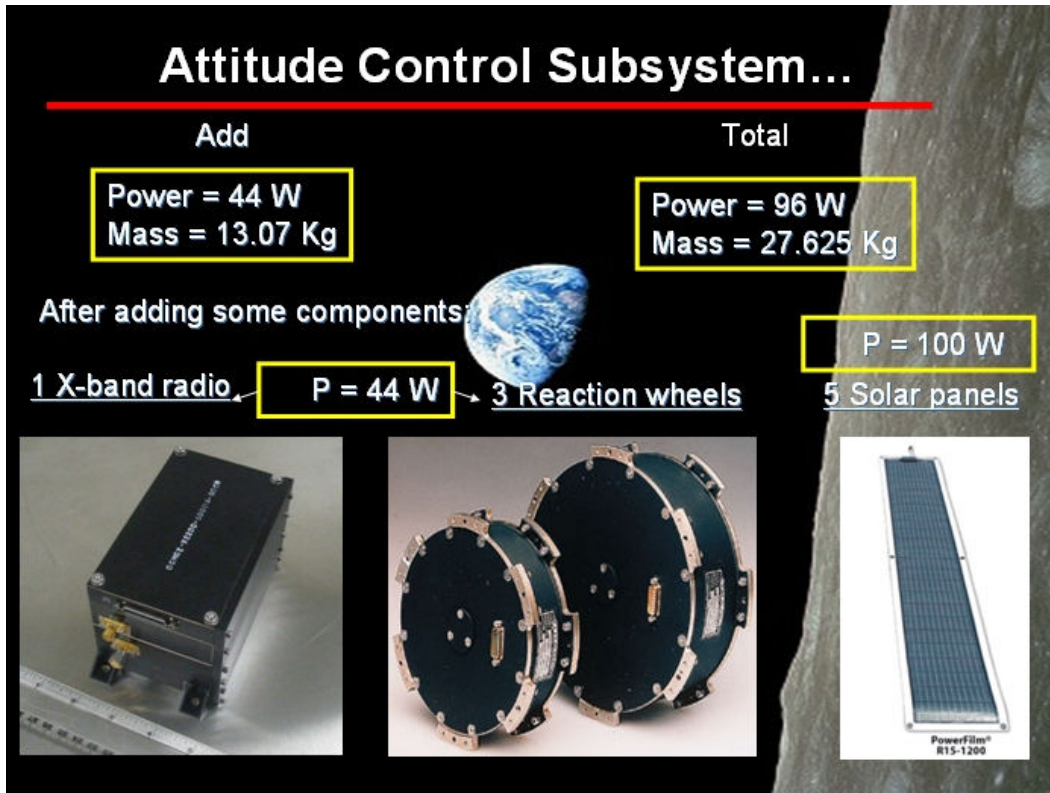 Attitude Control Subsystem...
Add
Total
Power = 44 W
Mass = 13.07 Kg
Power = 96 W
Mass = 27.625 Kg
After adding some components:
P = 100 W
1 X-band radio
P = 44 W
3 Reaction wheels
5 Solar panels
PowerFilm®
R15-1200